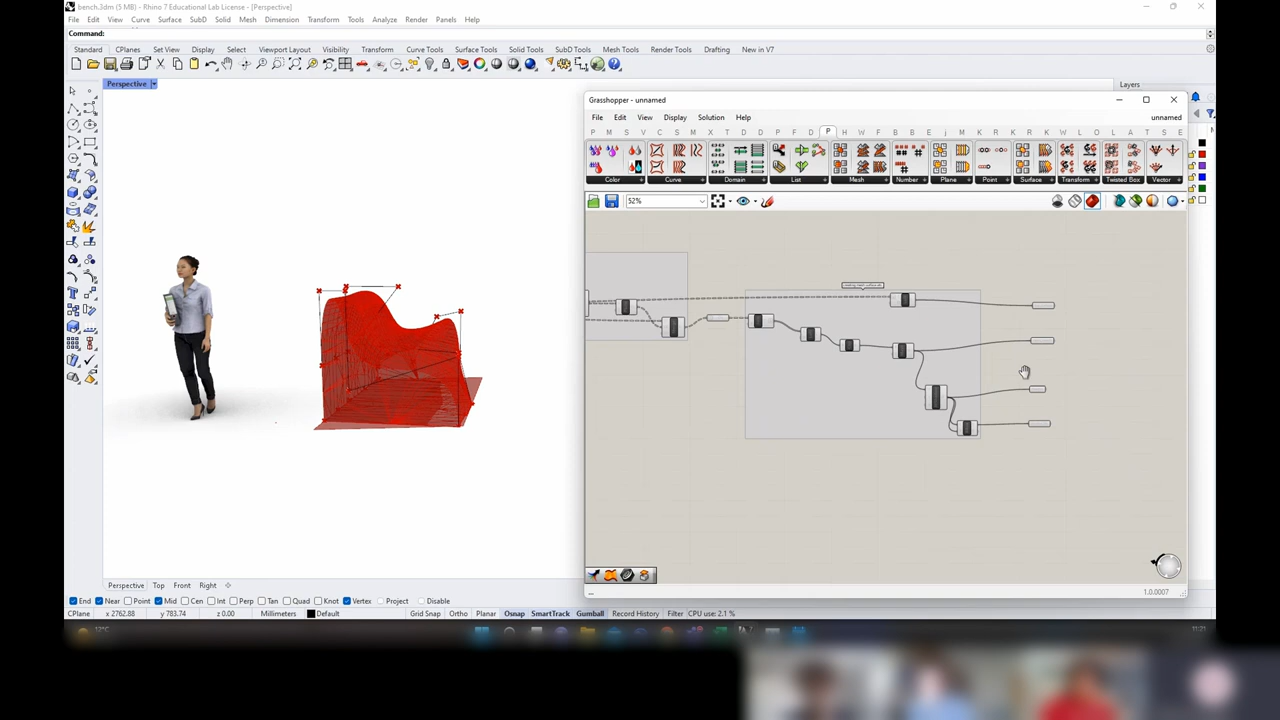 bench.3dm (5 MB) - Rhino 7 Educational Lab License - [Perspective]
File Edit View Curve Surface SubD Solid Mesh Dimension Transform Tools Analyze Render Panels Help
Command:
Standard CPlanes Set View Display Select Viewport Layout Visibility Transform Curve Tools Surface Tools Solid Tools SubD Tools Mesh Tools Render Tools Drafting New in V7
Perspective
Layers
Grasshopper - unnamed
File Edit View Display Solution Help
unnamed
P M S V M C S I X T D D P F D P H W F B D E D M K D P K R K M W L O L A T S E
Color Curve Domain List Mesh Number Plane Point Surface Transform Twisted Box Vector
52%
1.0.0007
Perspective Top Front Right
End Near Point Mid Cen Int Perp Tan Quad Knot Vertex Project Disable
CPlane x 2762.88 y 783.74 z 0.00 Millimeters Default Grid Snap Ortho Planar Osnap SmartTrack Gumball Record History Filter CPU use: 2.1 %
12°C
11:21